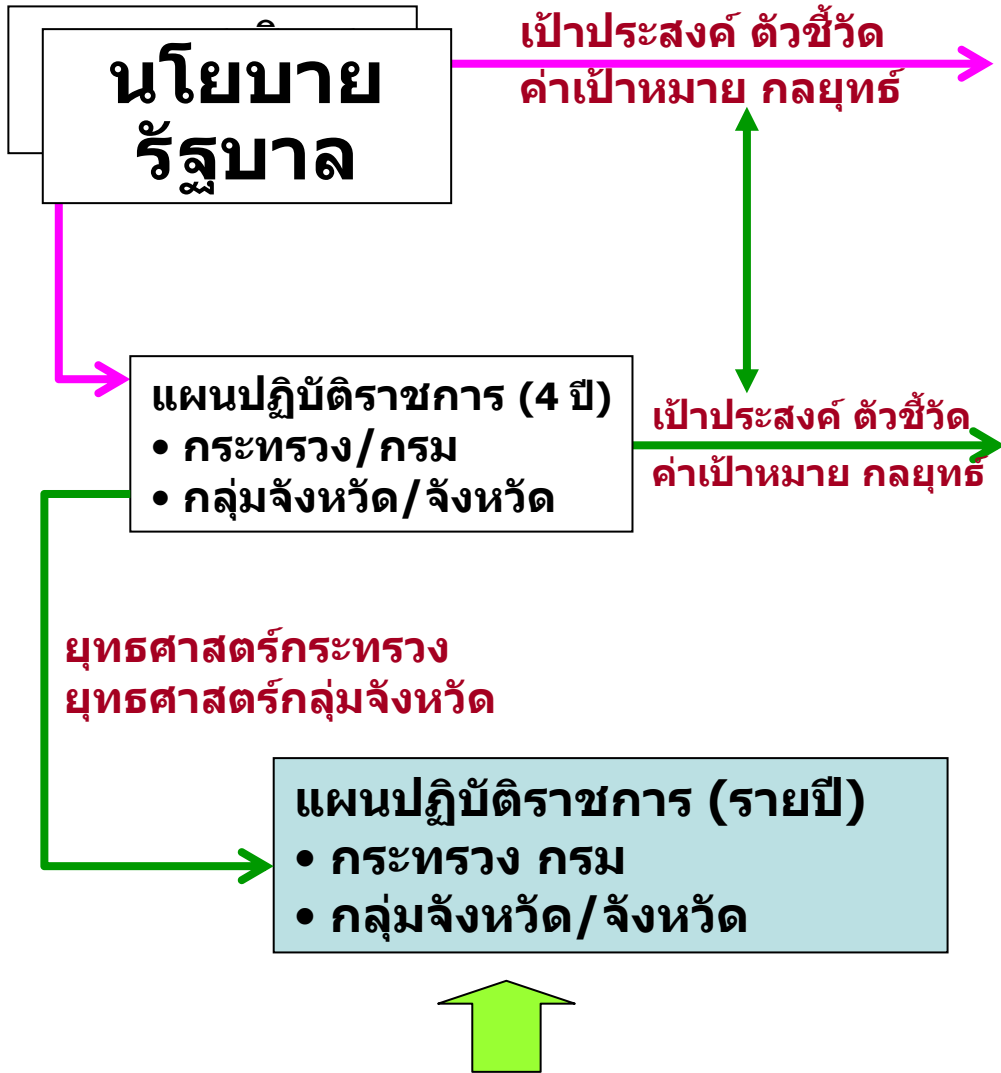 นโยบาย
รัฐบาล
เป้าประสงค์ ตัวชี้วัด
ค่าเป้าหมาย กลยุทธ์
แผนปฏิบัติราชการ (4 ปี)
• กระทรวง/กรม
• กลุ่มจังหวัด/จังหวัด
เป้าประสงค์ ตัวชี้วัด
ค่าเป้าหมาย กลยุทธ์
ยุทธศาสตร์กระทรวง
ยุทธศาสตร์กลุ่มจังหวัด
แผนปฏิบัติราชการ (รายปี)
• กระทรวง กรม
• กลุ่มจังหวัด/จังหวัด